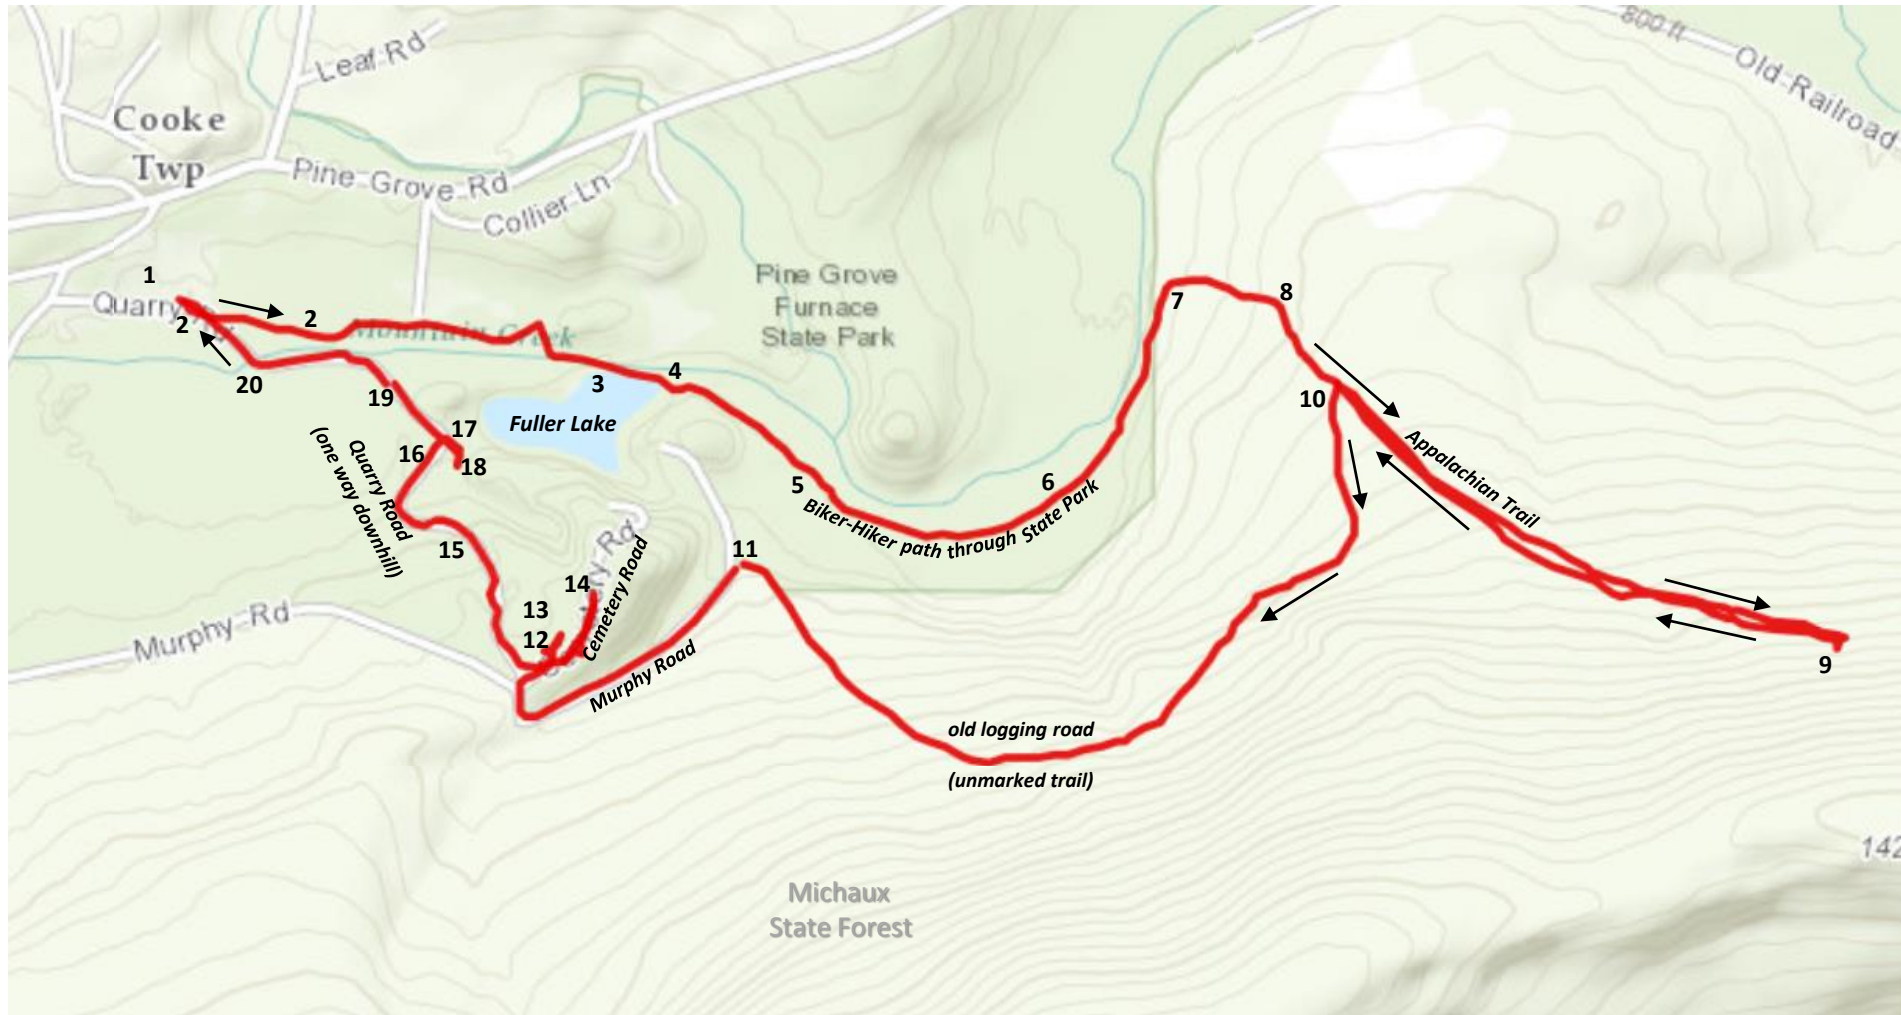 800 ft
Old Railroad
Leaf Rd
Cooke
Twp
Pine Grove Rd
Collier Ln
Pine Grove
Furnace
State Park
1
Quarry
2
2
Mountain Creek
3
4
Fuller Lake
5
6
7
8
Biker-Hiker path through State Park
10
Appalachian Trail
9
20
19
17
16
18
Quarry Road
(one way downhill)
15
11
14
13
12
Cemetery Road
Murphy Rd
Murphy Road
old logging road
(unmarked trail)
Michaux
State Forest
142